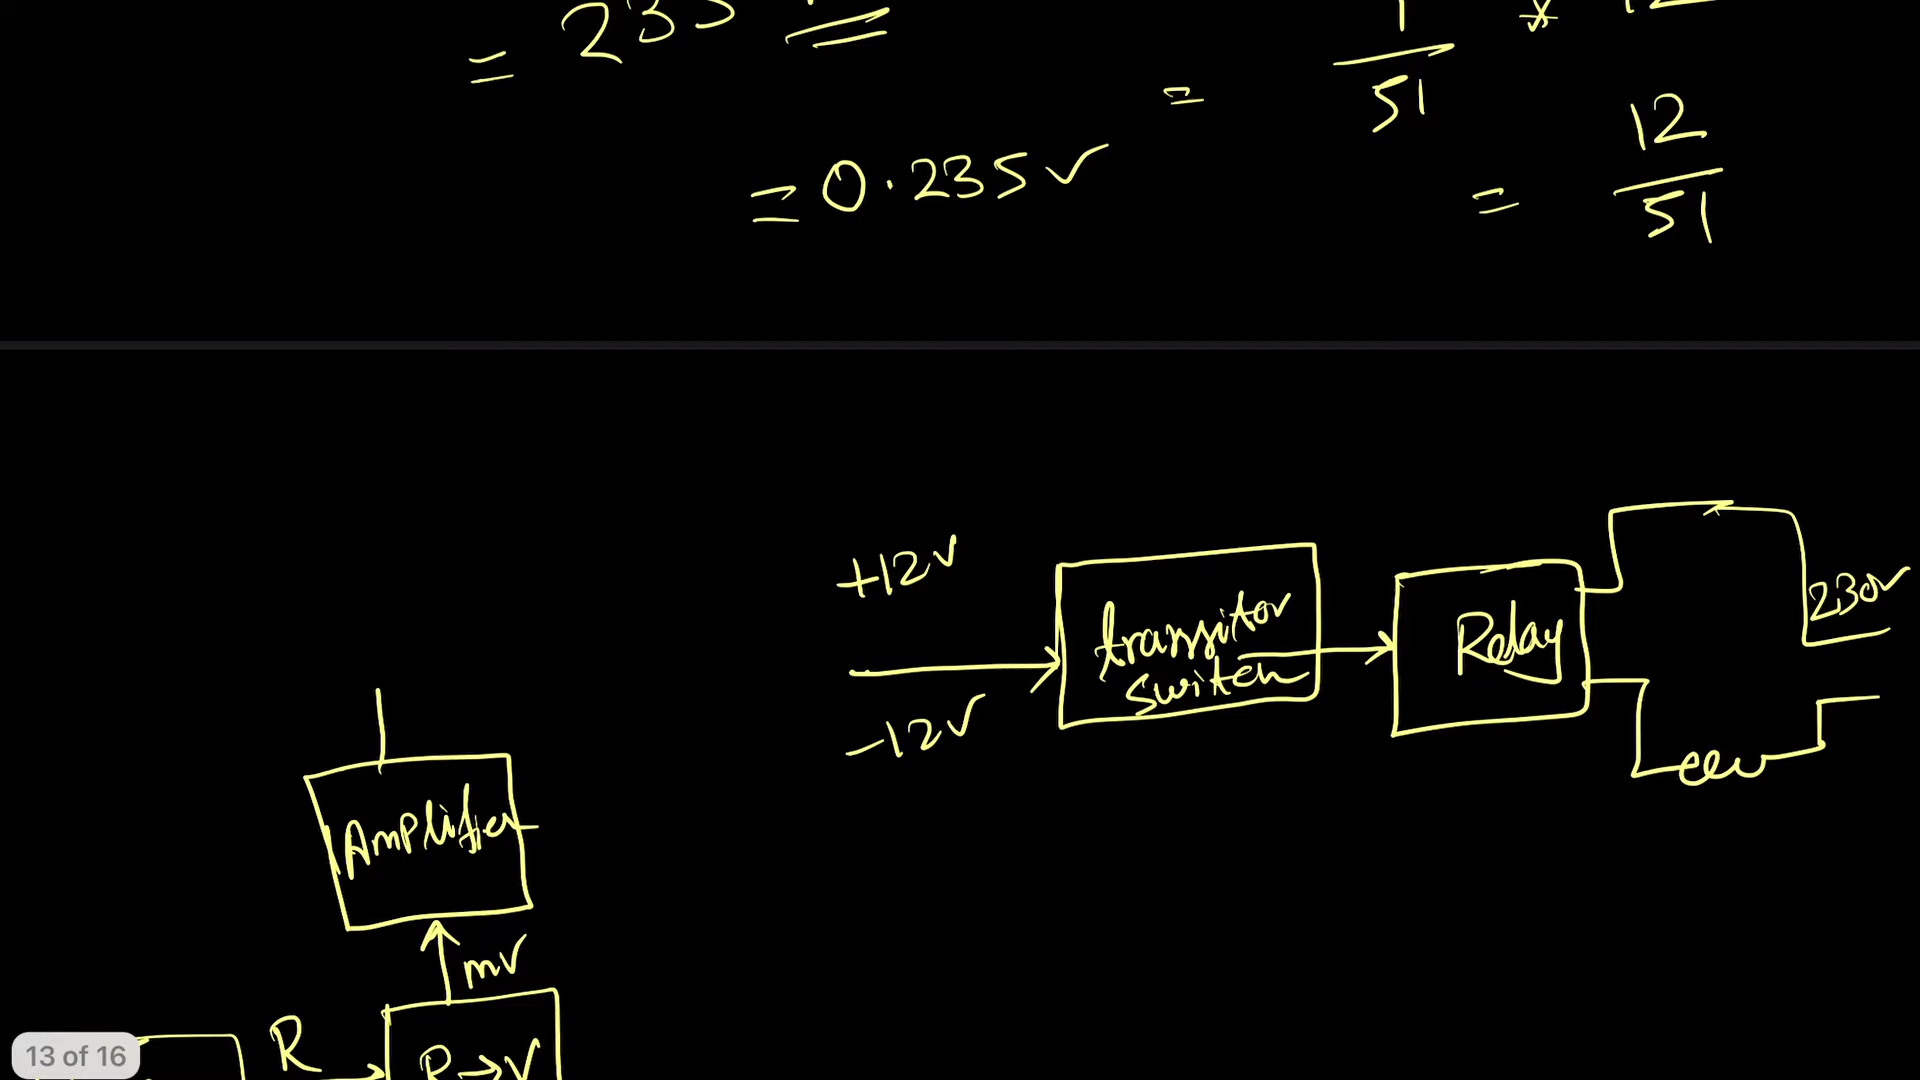 = 235
= 1/51 *
= 0.235V
= 12/51
+12V
-12V
transsitor
switch
Relay
230V
Amplifier
mV
R
R→V
13 of 16